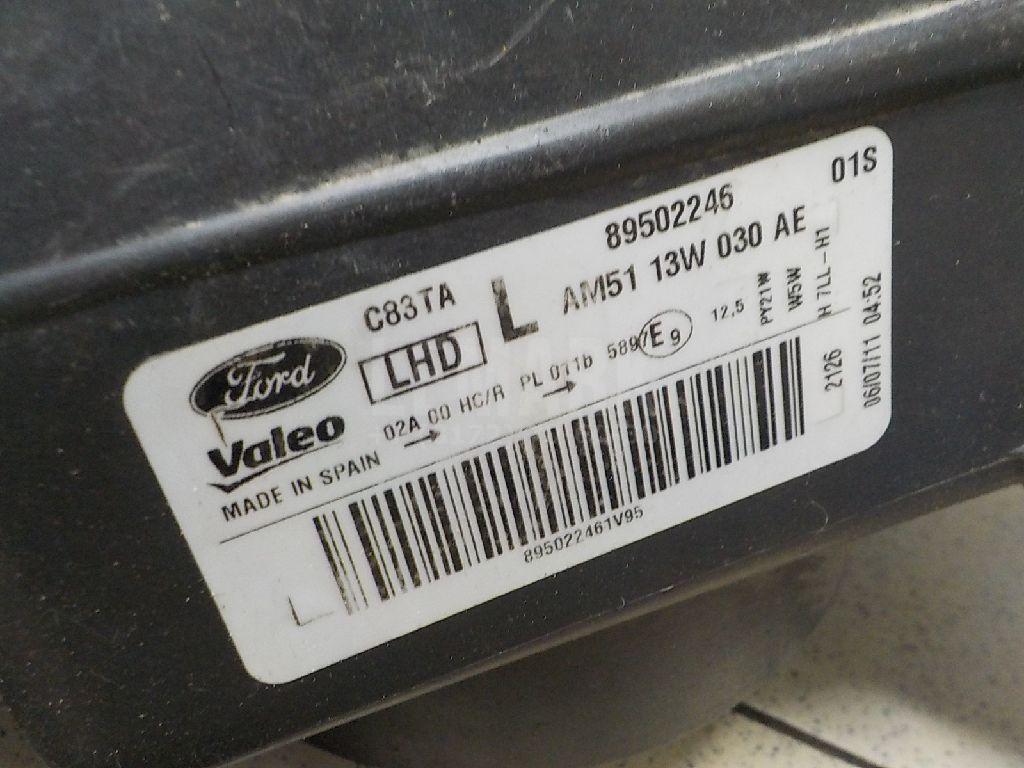 01S
89502246
C83TA
L
AM51 13W 030 AE
Ford
LHD
Valeo
02A 00 HC/R PL 011b 5897 E9 12,5
PY21W
W5W
H7LL-H1
MADE IN SPAIN
2126
06/07/11 04:52
895022461V95